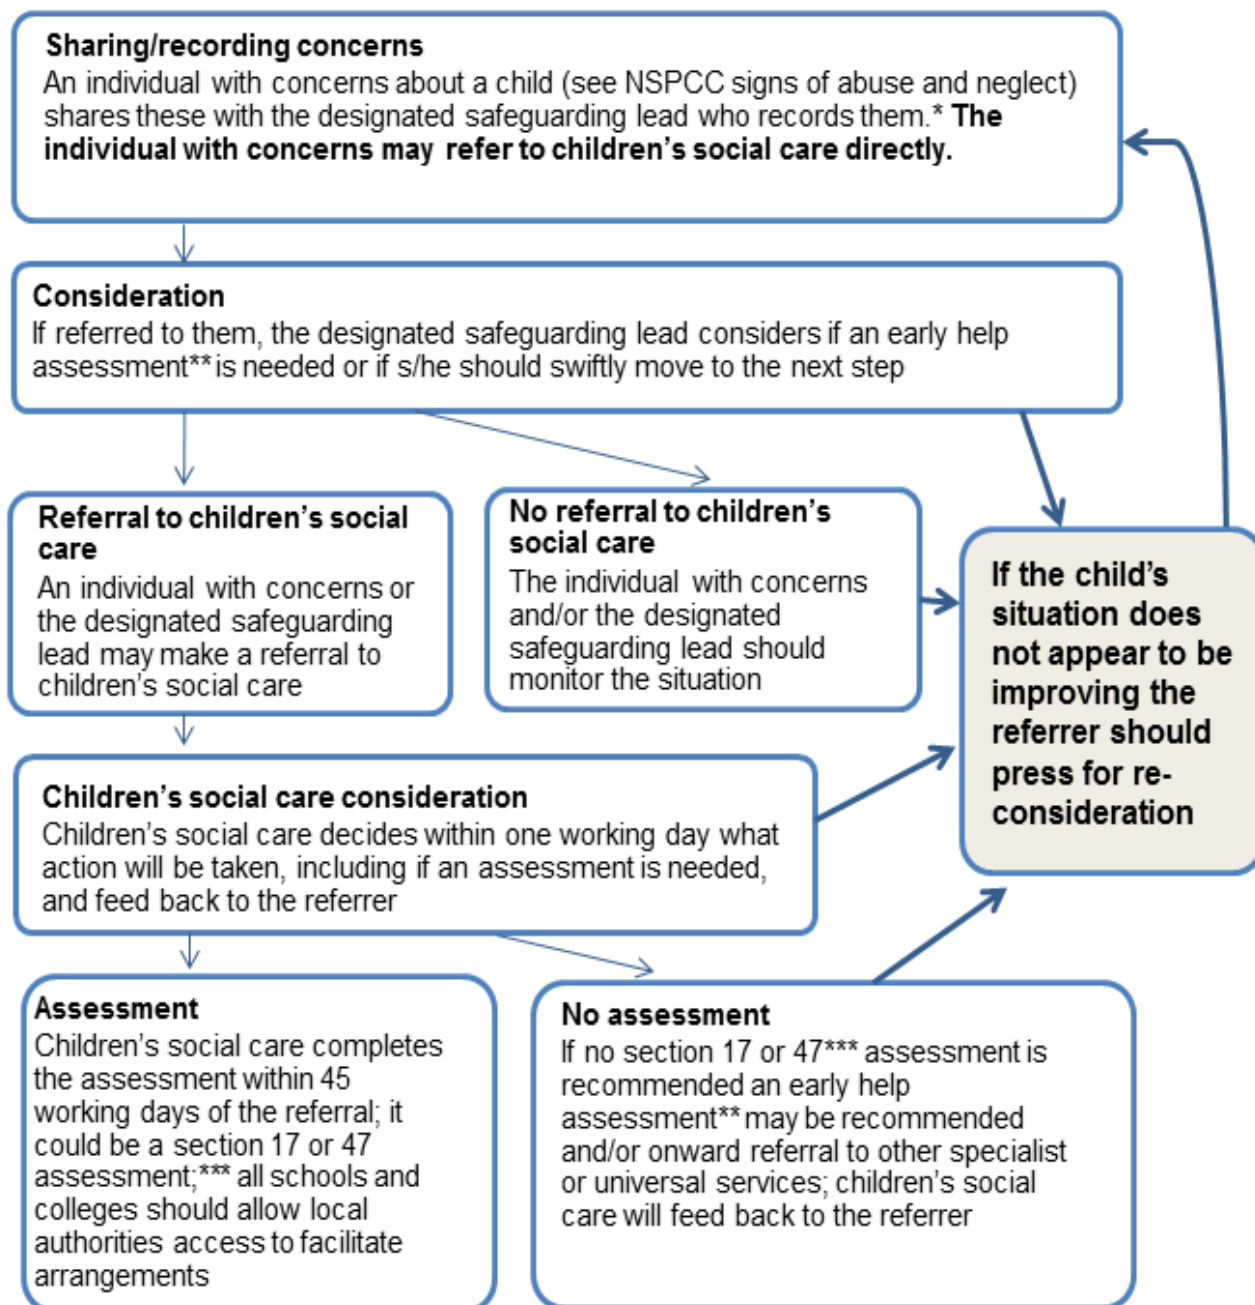 Sharing/recording concerns
An individual with concerns about a child (see NSPCC signs of abuse and neglect)
shares these with the designated safeguarding lead who records them.* The
individual with concerns may refer to children's social care directly.
Consideration
If referred to them, the designated safeguarding lead considers if an early help
assessment** is needed or if s/he should swiftly move to the next step
Referral to children's social
care
An individual with concerns or
the designated safeguarding
lead may make a referral to
children's social care
No referral to children's
social care
The individual with concerns
and/or the designated
safeguarding lead should
monitor the situation
If the child's
situation does
not appear to be
improving the
referrer should
press for re-
consideration
Children's social care consideration
Children's social care decides within one working day what
action will be taken, including if an assessment is needed,
and feed back to the referrer
Assessment
Children's social care completes
the assessment within 45
working days of the referral; it
could be a section 17 or 47
assessment;*** all schools and
colleges should allow local
authorities access to facilitate
arrangements
No assessment
If no section 17 or 47*** assessment is
recommended an early help
assessment** may be recommended
and/or onward referral to other specialist
or universal services; children's social
care will feed back to the referrer